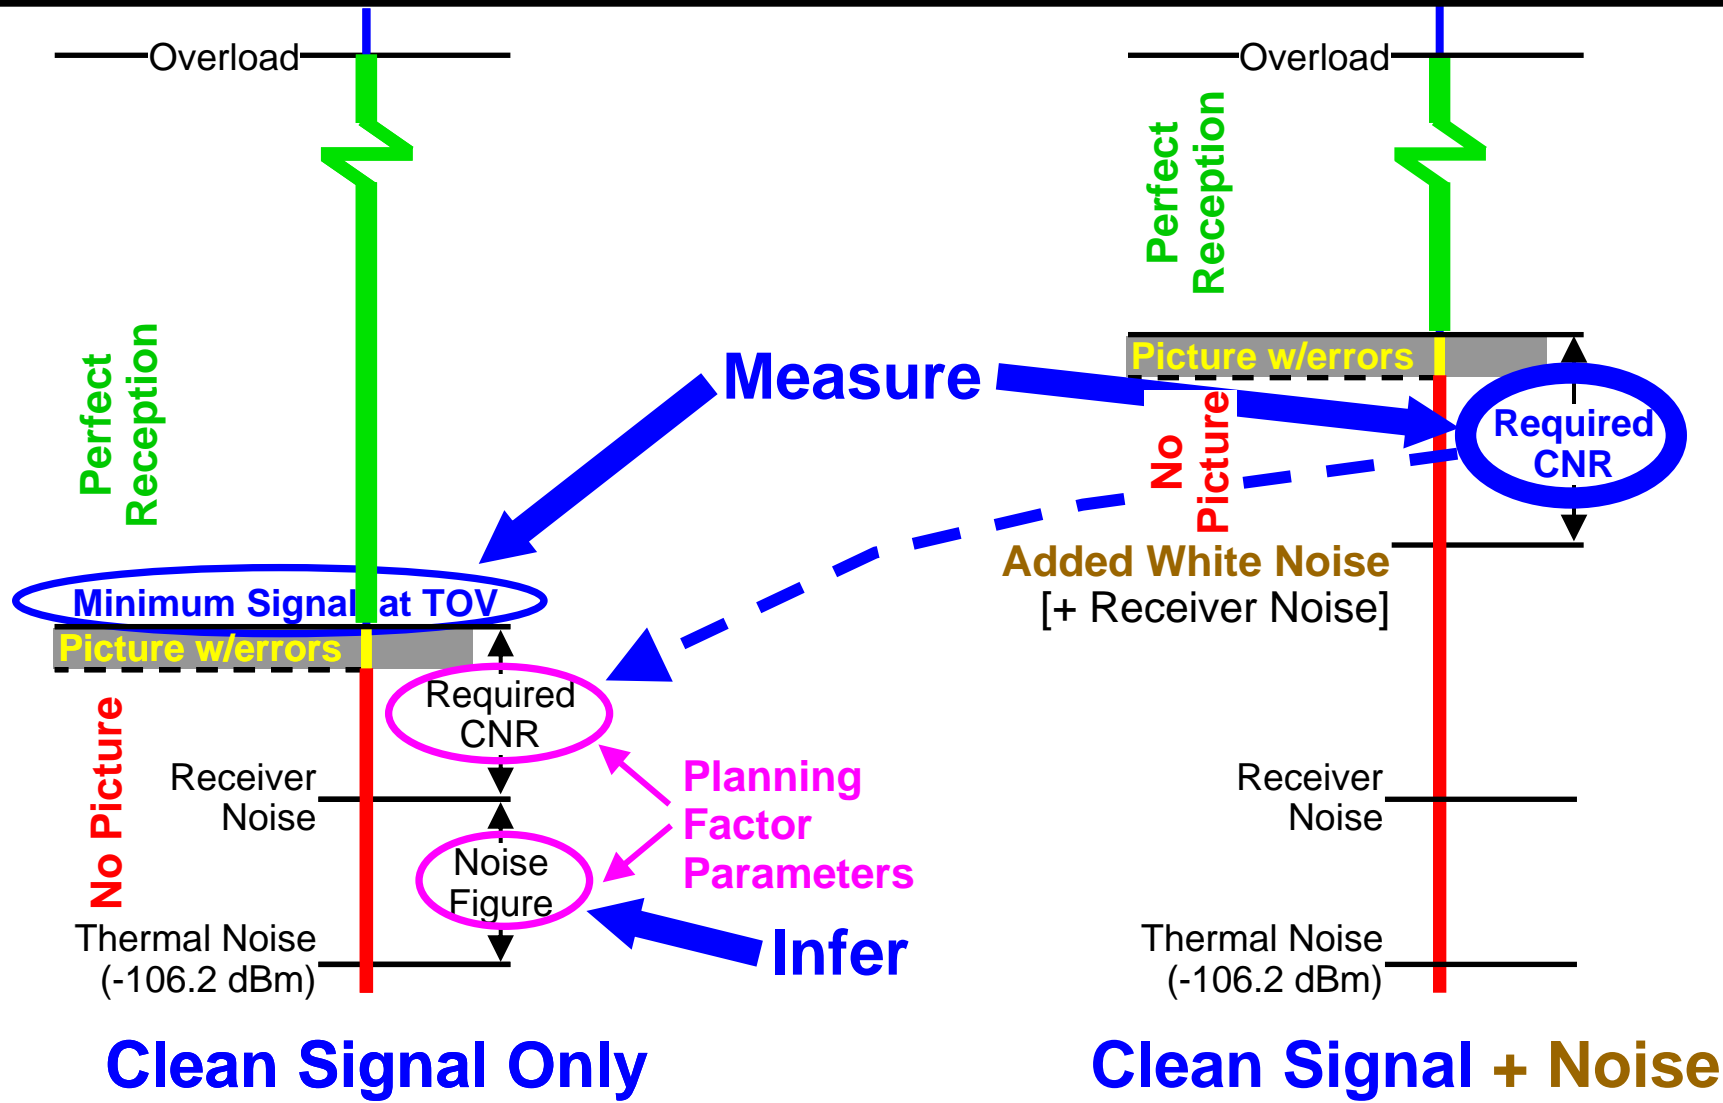 Overload
Perfect
Reception
Minimum Signal at TOV
Picture w/errors
No Picture
Required
CNR
Receiver
Noise
Noise
Figure
Thermal Noise
(-106.2 dBm)
Clean Signal Only
Measure
Planning
Factor
Parameters
Infer
Overload
Perfect
Reception
Picture w/errors
No
Picture
Required
CNR
Added White Noise
[+ Receiver Noise]
Receiver
Noise
Thermal Noise
(-106.2 dBm)
Clean Signal + Noise